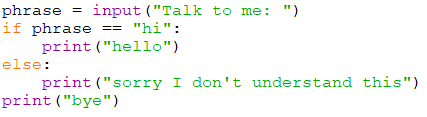 phrase = input("Talk to me: ")
if phrase == "hi":
    print("hello")
else:
    print("sorry I don't understand this")
print("bye")